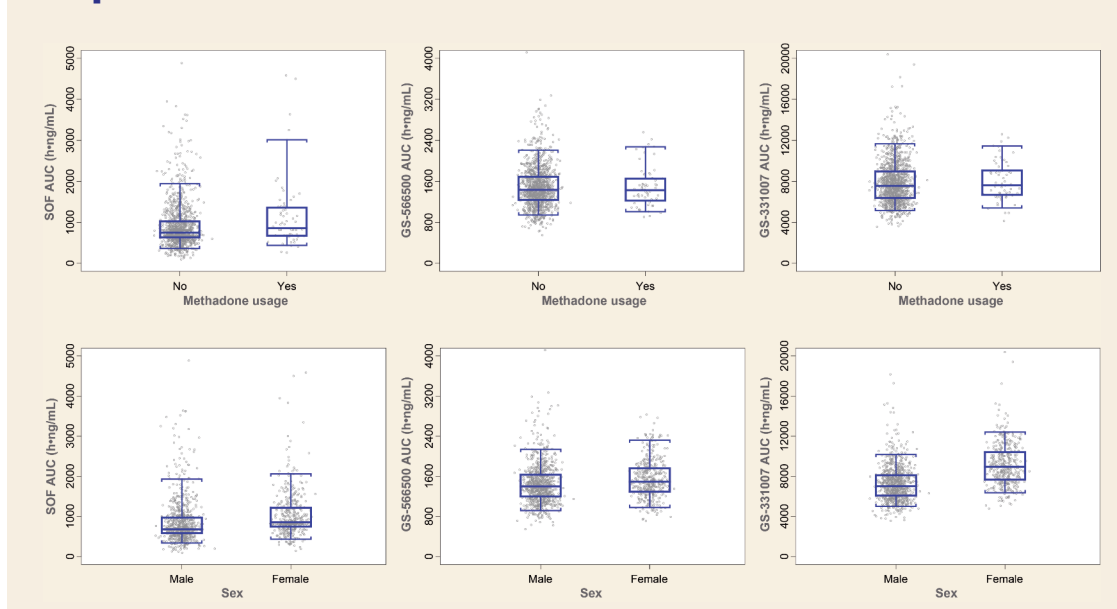 SOF AUC (h•ng/mL)
5000
4000
3000
2000
1000
0
No
Yes
Methadone usage
GS-566500 AUC (h•ng/mL)
4000
3200
2400
1600
800
0
No
Yes
Methadone usage
GS-331007 AUC (h•ng/mL)
20000
16000
12000
8000
4000
0
No
Yes
Methadone usage
SOF AUC (h•ng/mL)
5000
4000
3000
2000
1000
0
Male
Female
Sex
GS-566500 AUC (h•ng/mL)
4000
3200
2400
1600
800
0
Male
Female
Sex
GS-331007 AUC (h•ng/mL)
20000
16000
12000
8000
4000
0
Male
Female
Sex